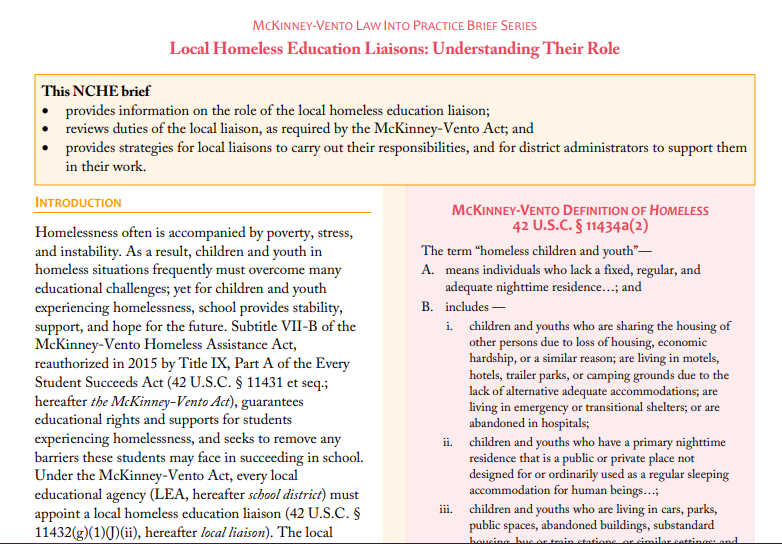 McKinney-Vento Law Into Practice Brief Series
Local Homeless Education Liaisons: Understanding Their Role
This NCHE brief
• provides information on the role of the local homeless education liaison;
• reviews duties of the local liaison, as required by the McKinney-Vento Act; and
• provides strategies for local liaisons to carry out their responsibilities, and for district administrators to support them
in their work.
Introduction
Homelessness often is accompanied by poverty, stress,
and instability. As a result, children and youth in
homeless situations frequently must overcome many
educational challenges; yet for children and youth
experiencing homelessness, school provides stability,
support, and hope for the future. Subtitle VII-B of the
McKinney-Vento Homeless Assistance Act,
reauthorized in 2015 by Title IX, Part A of the Every
Student Succeeds Act (42 U.S.C. § 11431 et seq.;
hereafter the McKinney-Vento Act), guarantees
educational rights and supports for students
experiencing homelessness, and seeks to remove any
barriers these students may face in succeeding in school.
Under the McKinney-Vento Act, every local
educational agency (LEA, hereafter school district) must
appoint a local homeless education liaison (42 U.S.C. §
11432(g)(1)(J)(ii), hereafter local liaison). The local
McKinney-Vento Definition of Homeless
42 U.S.C. § 11434a(2)
The term “homeless children and youth”—
A. means individuals who lack a fixed, regular, and
adequate nighttime residence…; and
B. includes —
i. children and youths who are sharing the housing of
other persons due to loss of housing, economic
hardship, or a similar reason; are living in motels,
hotels, trailer parks, or camping grounds due to the
lack of alternative adequate accommodations; are
living in emergency or transitional shelters; or are
abandoned in hospitals;
ii. children and youths who have a primary nighttime
residence that is a public or private place not
designed for or ordinarily used as a regular sleeping
accommodation for human beings…;
iii. children and youths who are living in cars, parks,
public spaces, abandoned buildings, substandard
housing, bus or train stations, or similar settings; and